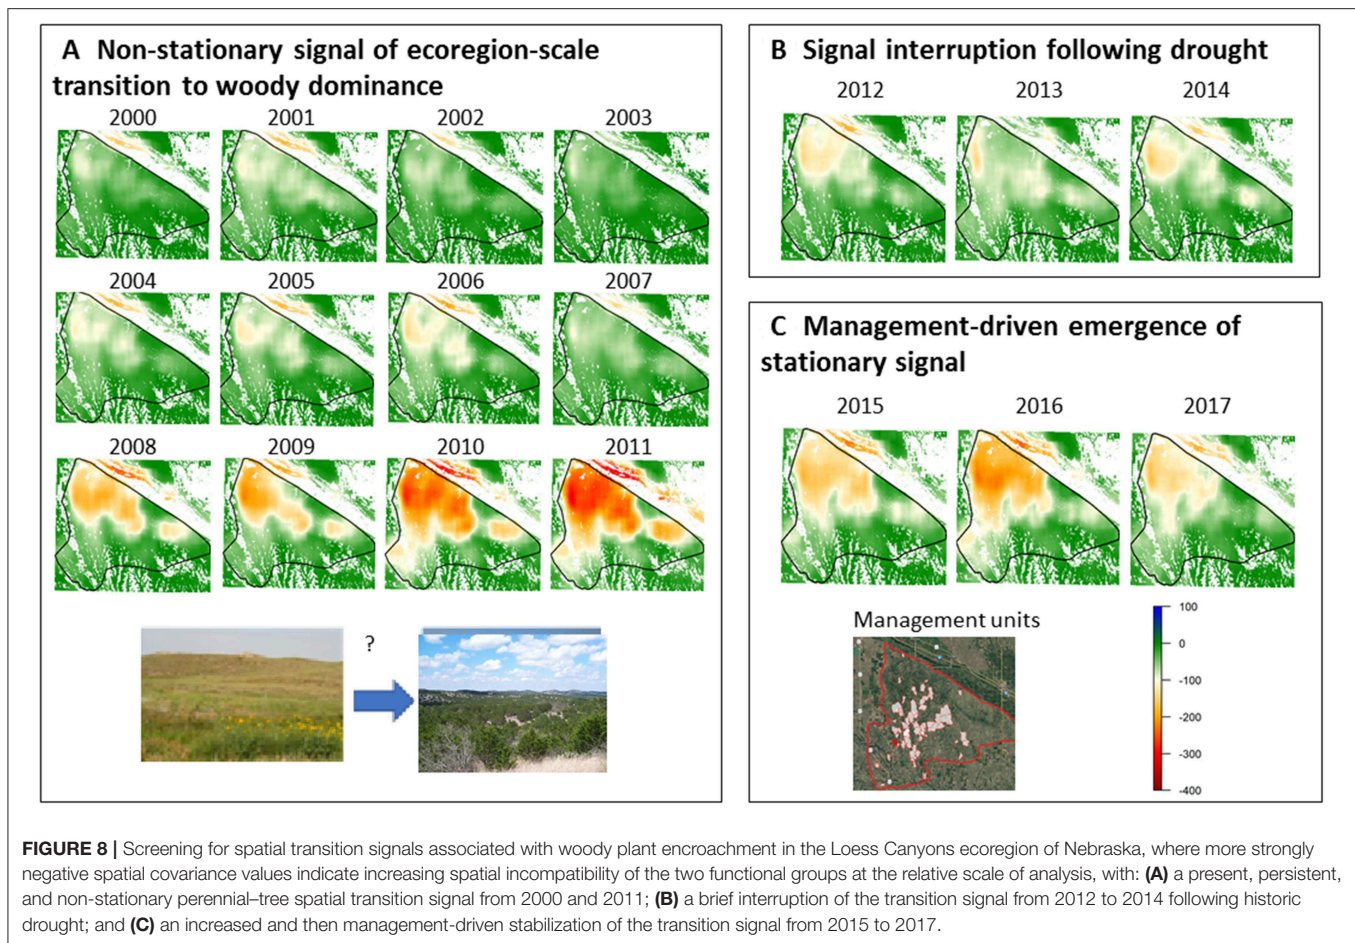 A Non-stationary signal of ecoregion-scale
transition to woody dominance
2000 2001 2002 2003
2004 2005 2006 2007
2008 2009 2010 2011
?
B Signal interruption following drought
2012 2013 2014
C Management-driven emergence of
stationary signal
2015 2016 2017
Management units
100
0
-100
-200
-300
-400
FIGURE 8 | Screening for spatial transition signals associated with woody plant encroachment in the Loess Canyons ecoregion of Nebraska, where more strongly
negative spatial covariance values indicate increasing spatial incompatibility of the two functional groups at the relative scale of analysis, with: (A) a present, persistent,
and non-stationary perennial–tree spatial transition signal from 2000 and 2011; (B) a brief interruption of the transition signal from 2012 to 2014 following historic
drought; and (C) an increased and then management-driven stabilization of the transition signal from 2015 to 2017.